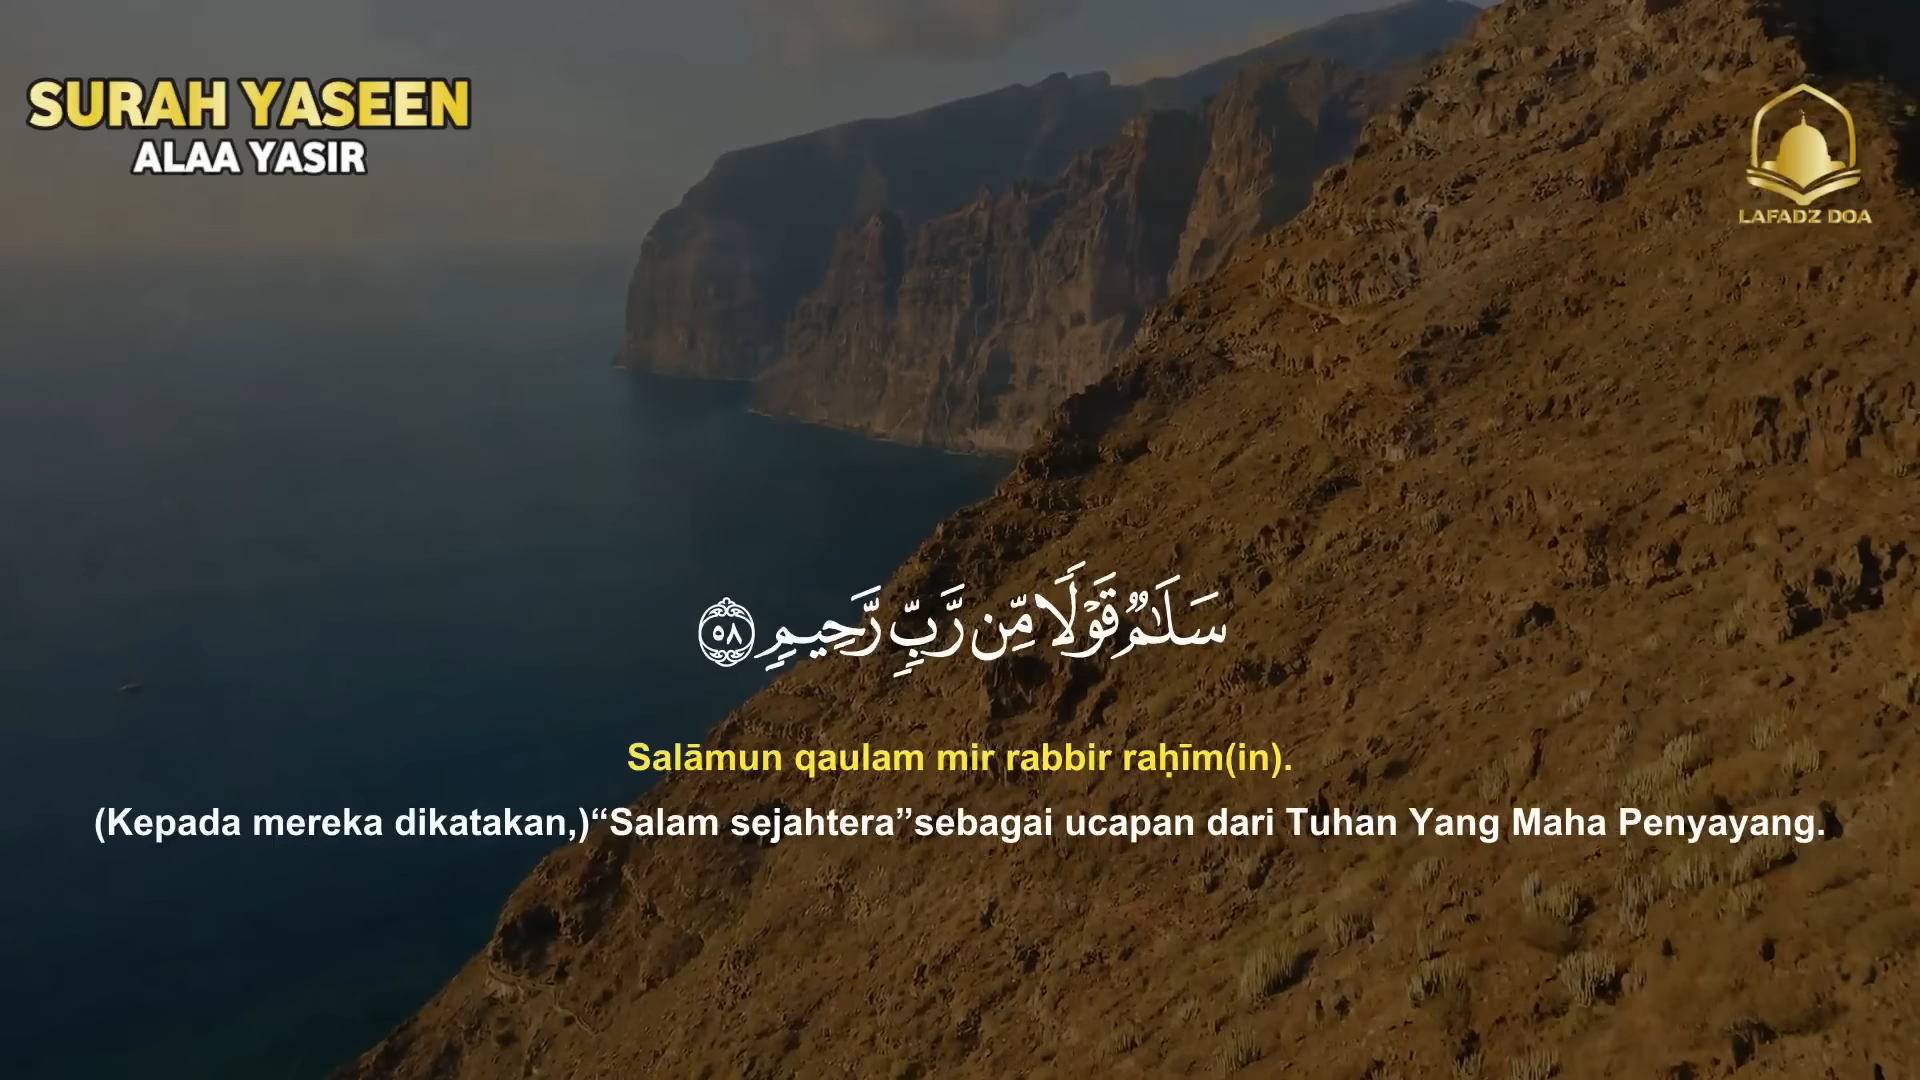 SURAH YASEEN
ALAA YASIR
LAFADZ DOA
سَلَٰمٌ قَوْلًا مِّن رَّبٍّ رَّحِيمٍ ٥٨
Salāmun qaulam mir rabbir raḥīm(in).
(Kepada mereka dikatakan,)“Salam sejahtera”sebagai ucapan dari Tuhan Yang Maha Penyayang.